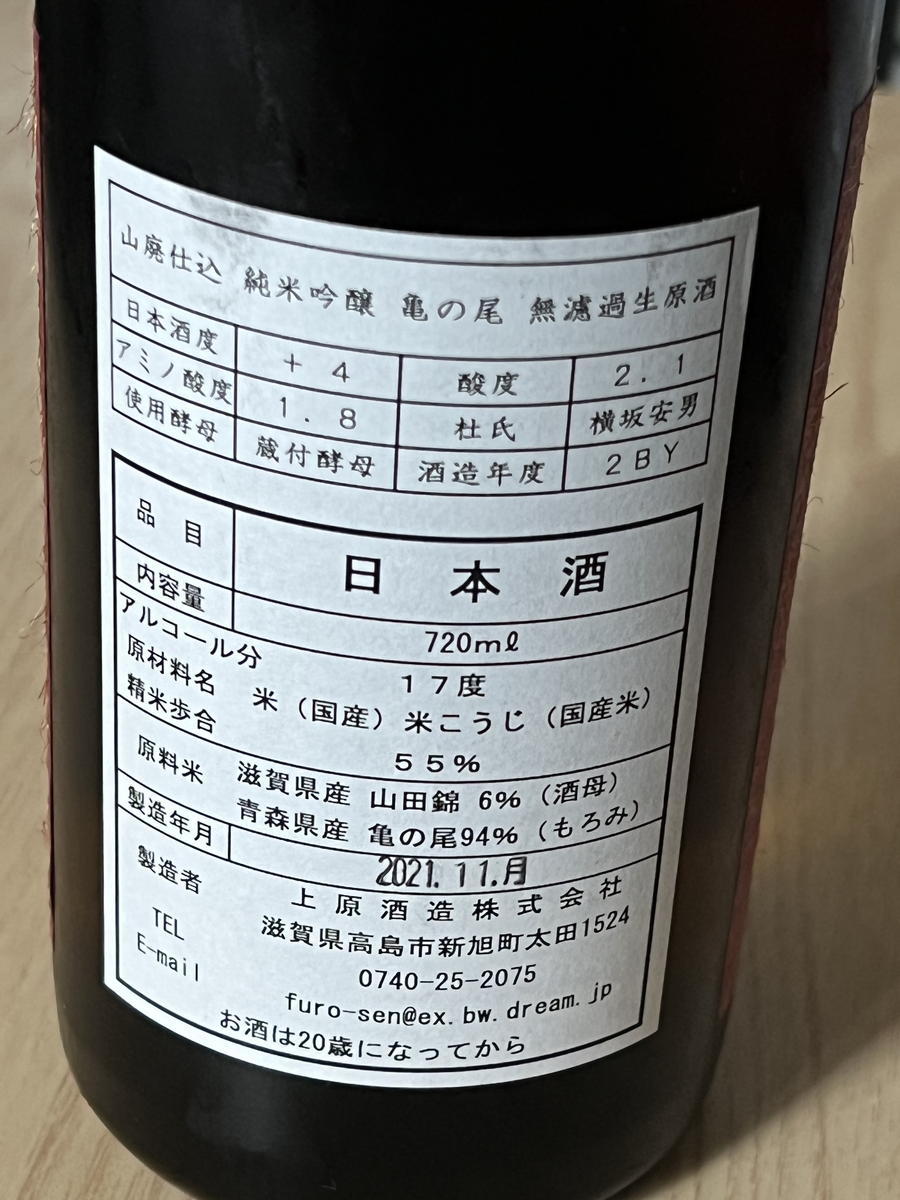 山廃仕込 純米吟醸 亀の尾 無濾過生原酒
日本酒度 +4 酸度 2.1
アミノ酸度 1.8 杜氏 横坂安男
使用酵母 蔵付酵母 酒造年度 2BY
品目 日本酒
内容量 720mℓ
アルコール分 17度
原材料名 米（国産）米こうじ（国産米）
精米歩合 55%
原料米 滋賀県産 山田錦 6%（酒母）
青森県産 亀の尾94%（もろみ）
製造年月 2021.11.月
製造者 上原酒造株式会社
滋賀県高島市新旭町太田1524
TEL 0740-25-2075
E-mail furo-sen@ex.bw.dream.jp
お酒は20歳になってから